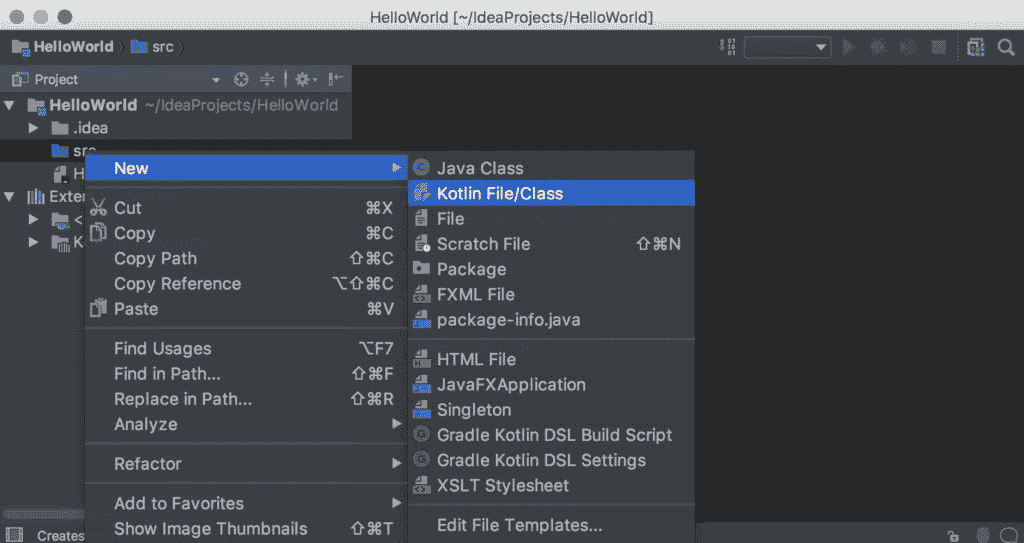 HelloWorld [~/IdeaProjects/HelloWorld]
HelloWorld src
Project
HelloWorld ~/IdeaProjects/HelloWorld
.idea
src
New
Cut ⌘X
Copy ⌘C
Copy Path ⇧⌘C
Copy Reference ⌥⇧⌘C
Paste ⌘V
Find Usages ⌥F7
Find in Path... ⇧⌘F
Replace in Path... ⇧⌘R
Analyze
Refactor
Add to Favorites
Show Image Thumbnails ⇧⌘T
Java Class
Kotlin File/Class
File
Scratch File ⇧⌘N
Package
FXML File
package-info.java
HTML File
JavaFXApplication
Singleton
Gradle Kotlin DSL Build Script
Gradle Kotlin DSL Settings
XSLT Stylesheet
Edit File Templates...
Creates